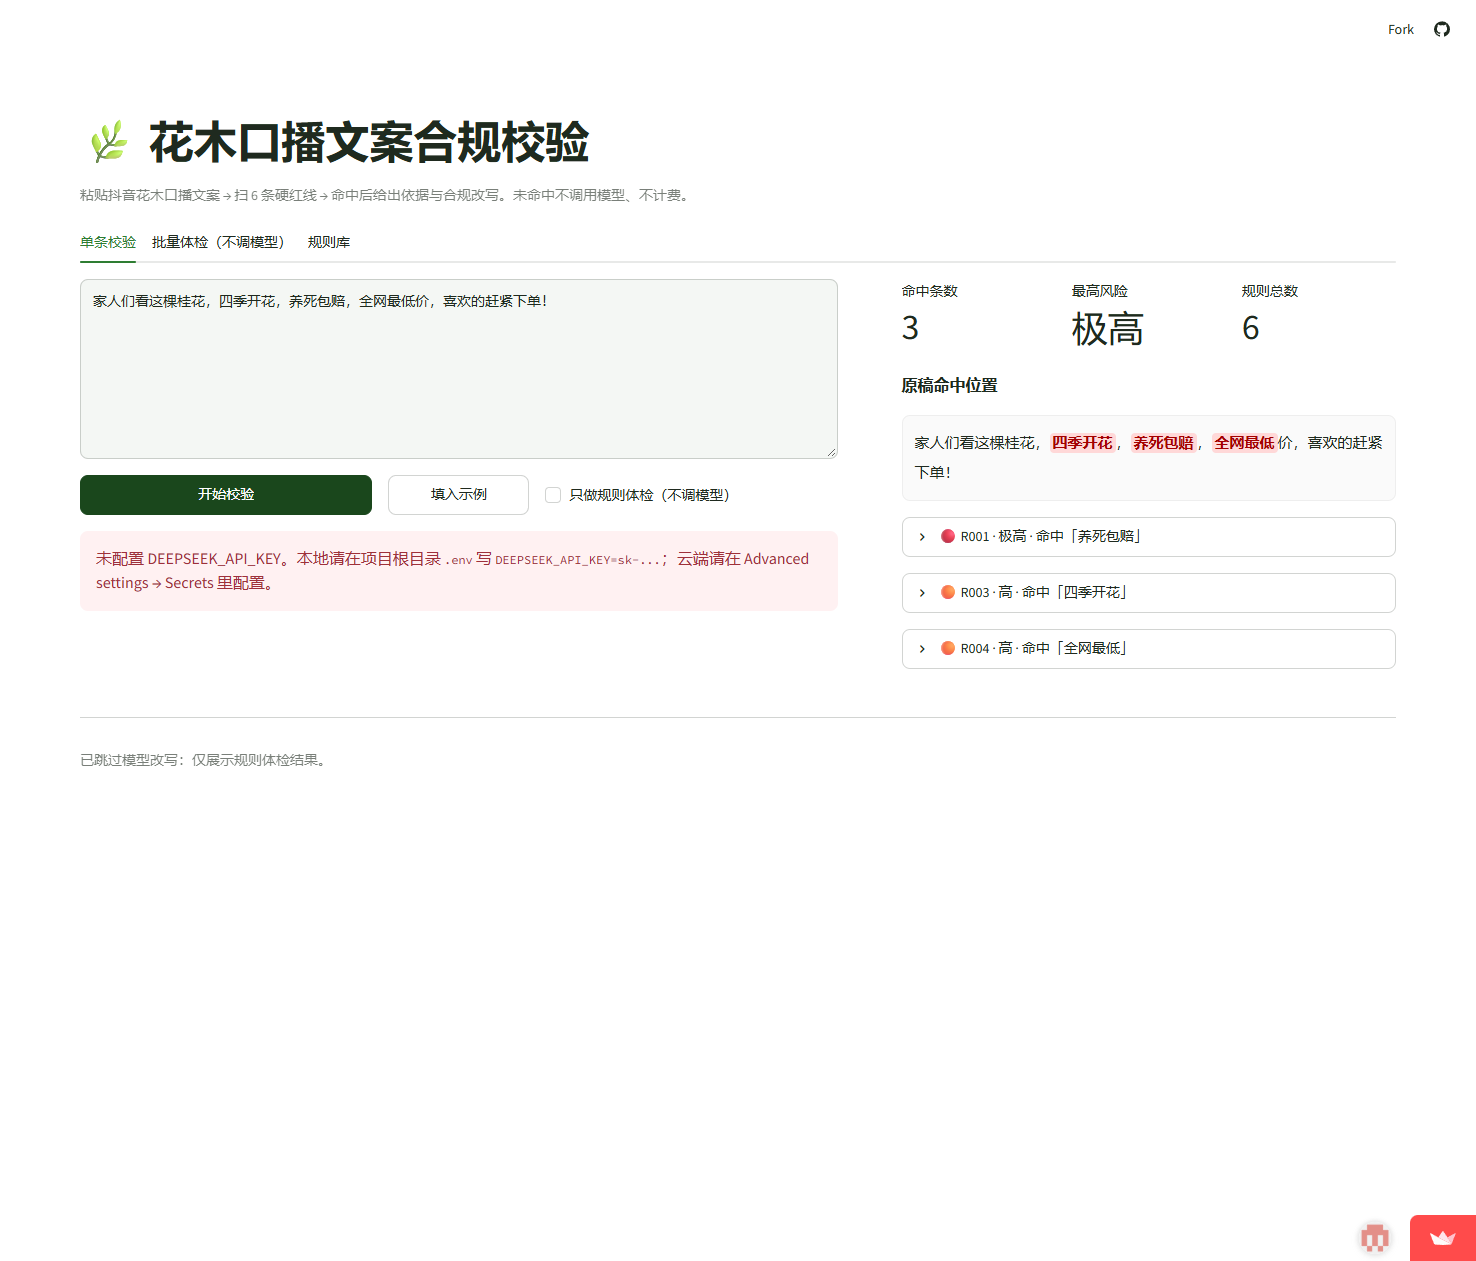 Fork
花木口播文案合规校验
粘贴抖音花木口播文案 → 扫 6 条硬红线 → 命中后给出依据与合规改写。未命中不调用模型、不计费。
单条校验 批量体检（不调模型） 规则库
家人们看这棵桂花，四季开花，养死包赔，全网最低价，喜欢的赶紧下单！
开始校验 填入示例 只做规则体检（不调模型）
未配置 DEEPSEEK_API_KEY。本地请在项目根目录 .env 写 DEEPSEEK_API_KEY=sk-...；云端请在 Advanced
settings → Secrets 里配置。
命中条数 最高风险 规则总数
3 极高 6
原稿命中位置
家人们看这棵桂花，四季开花，养死包赔，全网最低价，喜欢的赶紧
下单！
R001 · 极高 · 命中「养死包赔」
R003 · 高 · 命中「四季开花」
R004 · 高 · 命中「全网最低」
已跳过模型改写：仅展示规则体检结果。